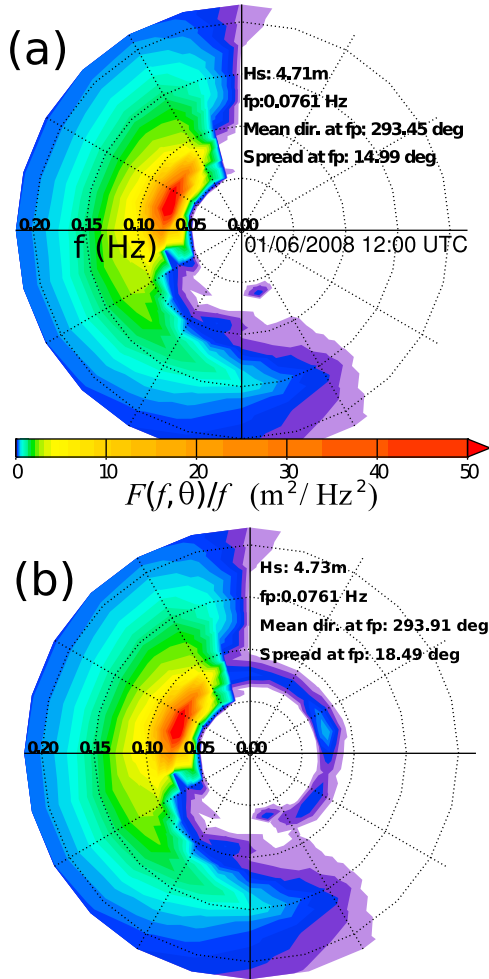 (a)
Hs: 4.71m
fp:0.0761 Hz
Mean dir. at fp: 293.45 deg
Spread at fp: 14.99 deg
0.20 0.15 0.10 0.05 0.00
f (Hz)
01/06/2008 12:00 UTC
0 10 20 30 40 50
F(f,θ)/f (m²/ Hz²)
(b)
Hs: 4.73m
fp:0.0761 Hz
Mean dir. at fp: 293.91 deg
Spread at fp: 18.49 deg
0.20 0.15 0.10 0.05 0.00